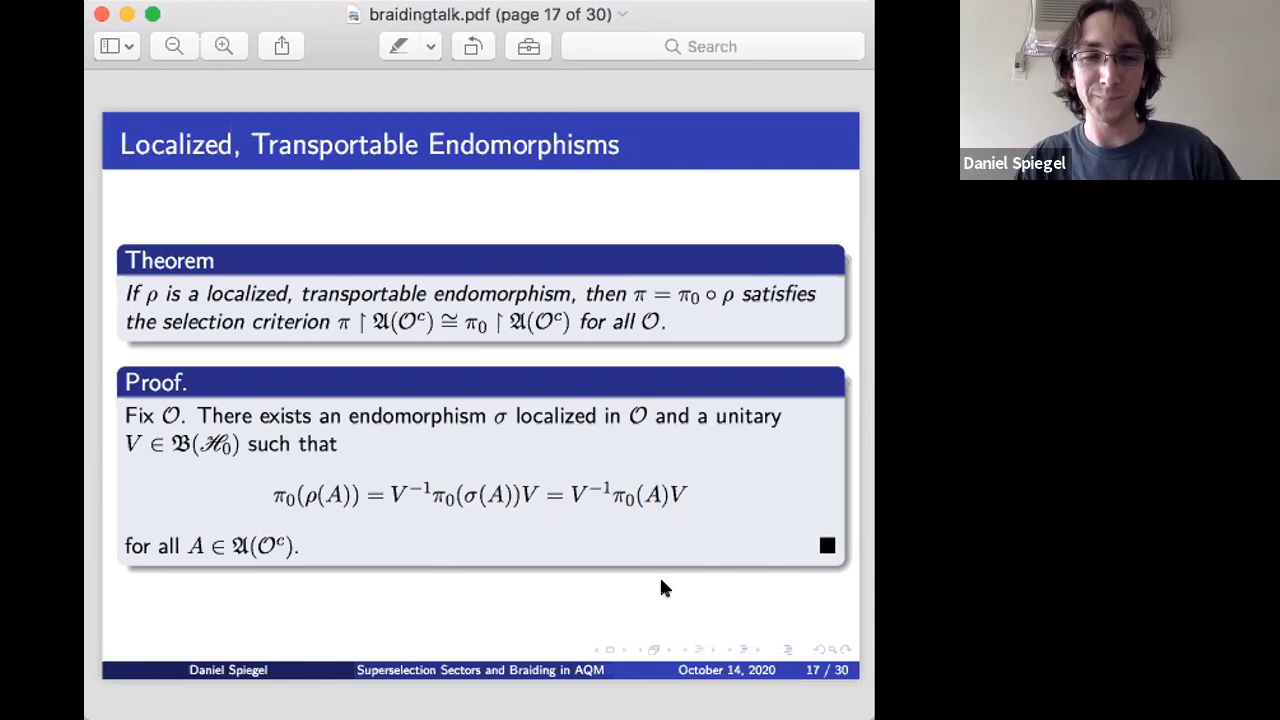 braidingtalk.pdf (page 17 of 30)
Search
Localized, Transportable Endomorphisms
Theorem
If ρ is a localized, transportable endomorphism, then π = π₀ ∘ ρ satisfies
the selection criterion π ↾ 𝔄(𝒪ᶜ) ≅ π₀ ↾ 𝔄(𝒪ᶜ) for all 𝒪.
Proof.
Fix 𝒪. There exists an endomorphism σ localized in 𝒪 and a unitary
V ∈ 𝔅(ℋ₀) such that
π₀(ρ(A)) = V⁻¹π₀(σ(A))V = V⁻¹π₀(A)V
for all A ∈ 𝔄(𝒪ᶜ).
Daniel Spiegel
Superselection Sectors and Braiding in AQM
October 14, 2020
17 / 30
Daniel Spiegel